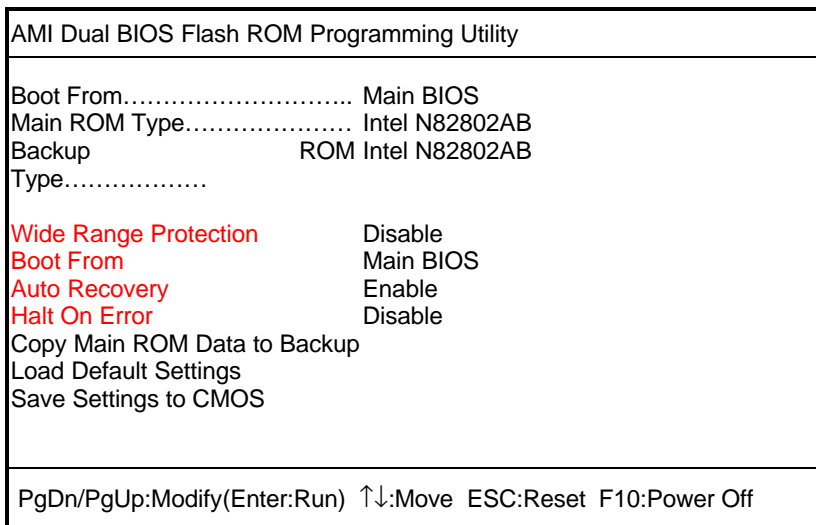 AMI Dual BIOS Flash ROM Programming Utility
Boot From……………………….. Main BIOS
Main ROM Type………………… Intel N82802AB
Backup ROM Intel N82802AB
Type………………
Wide Range Protection Disable
Boot From Main BIOS
Auto Recovery Enable
Halt On Error Disable
Copy Main ROM Data to Backup
Load Default Settings
Save Settings to CMOS
PgDn/PgUp:Modify(Enter:Run) ↑↓:Move ESC:Reset F10:Power Off